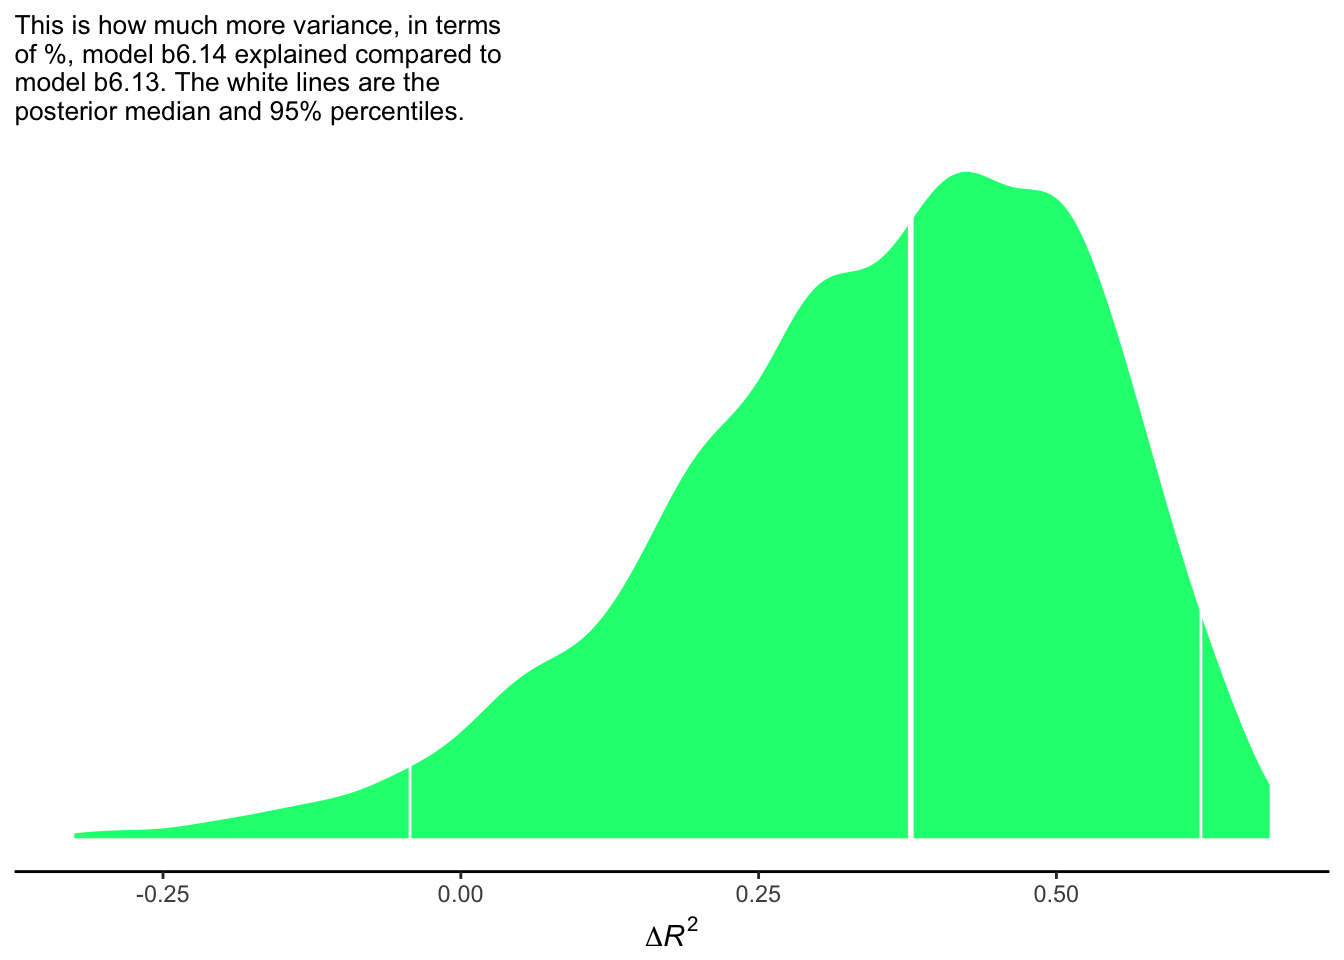 This is how much more variance, in terms
of %, model b6.14 explained compared to
model b6.13. The white lines are the
posterior median and 95% percentiles.
-0.25 0.00 0.25 0.50
ΔR²